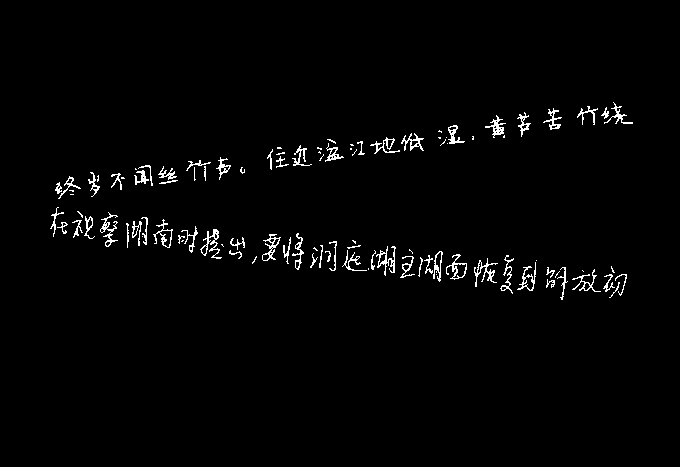 终岁不闻丝竹声。住近湓江地低湿,黄芦苦竹绕
在视察湖南时提出,要将洞庭湖主湖面恢复到解放初